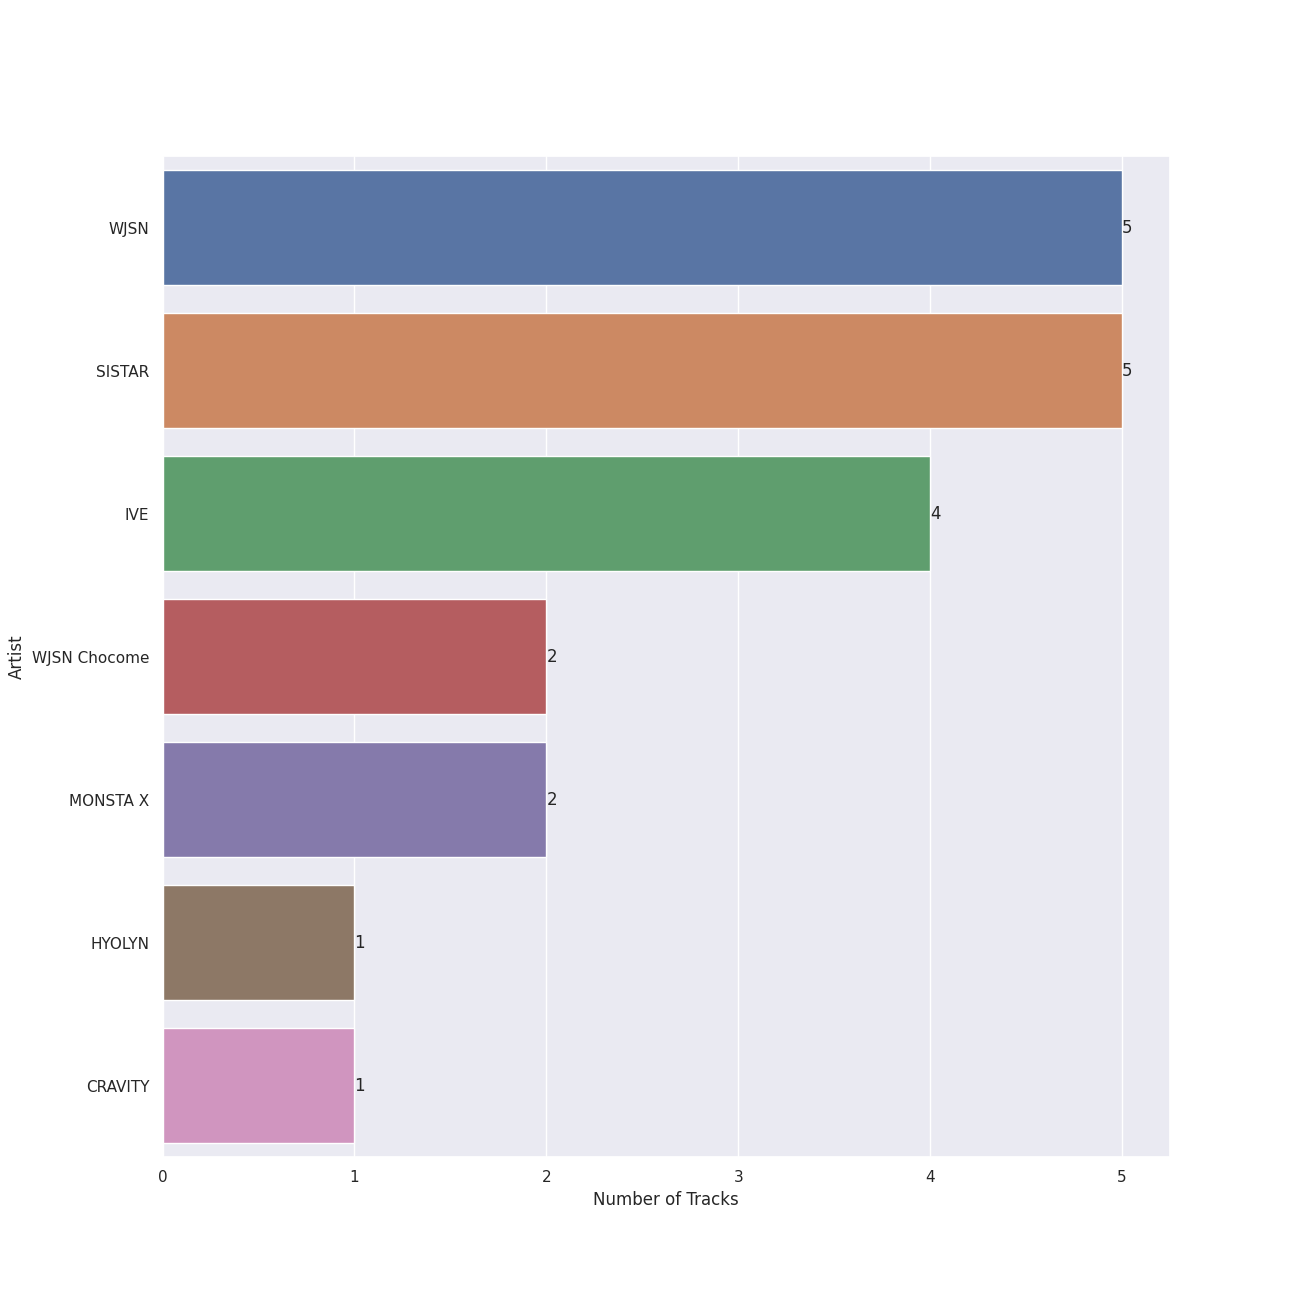 WJSN
5
SISTAR
5
IVE
4
WJSN Chocome
2
MONSTA X
2
HYOLYN
1
CRAVITY
1
Artist
0 1 2 3 4 5
Number of Tracks